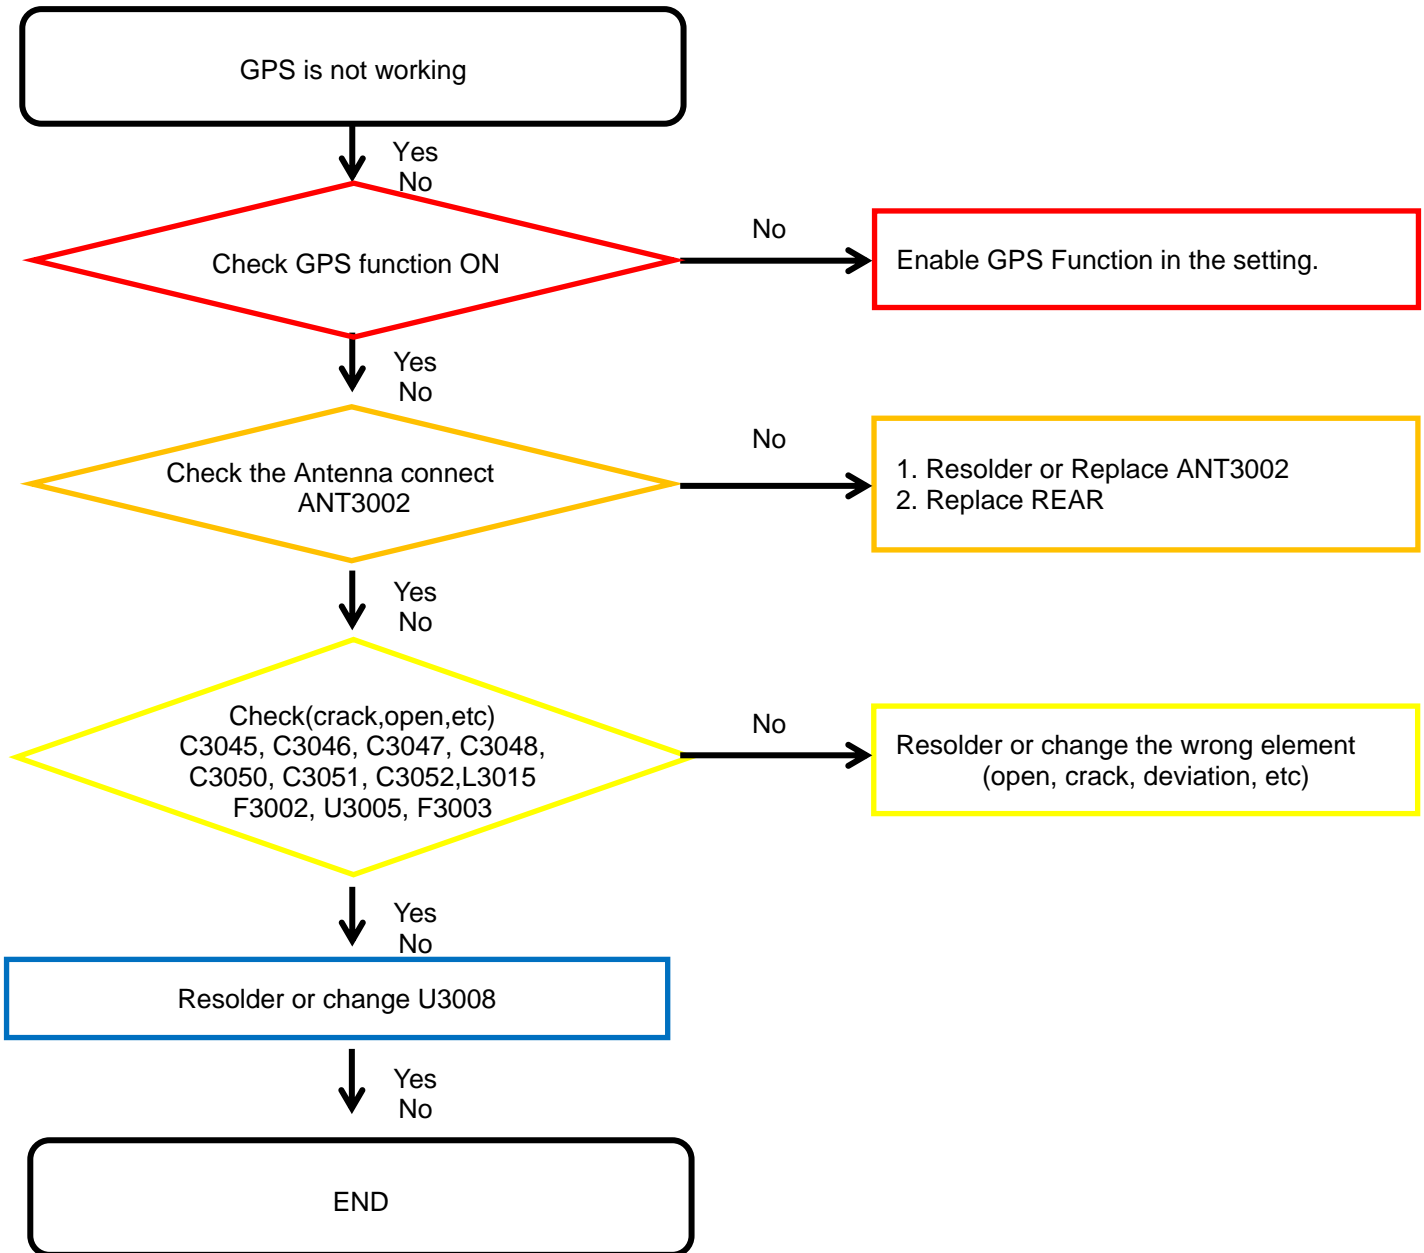 GPS is not working
Yes
No
Check GPS function ON
No
Enable GPS Function in the setting.
Yes
No
Check the Antenna connect
ANT3002
No
1. Resolder or Replace ANT3002
2. Replace REAR
Yes
No
Check(crack,open,etc)
C3045, C3046, C3047, C3048,
C3050, C3051, C3052,L3015
F3002, U3005, F3003
No
Resolder or change the wrong element
(open, crack, deviation, etc)
Yes
No
Resolder or change U3008
Yes
No
END